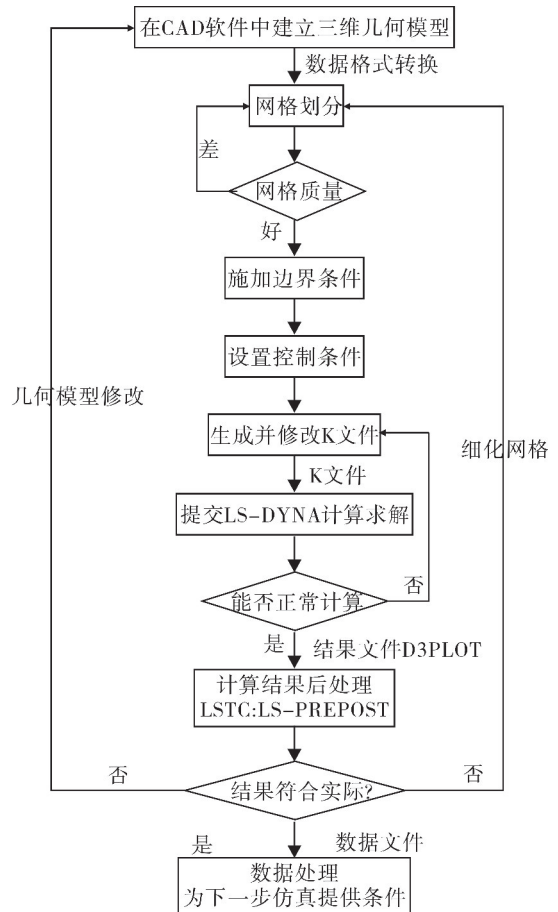 在CAD软件中建立三维几何模型
数据格式转换
网格划分
差
网格质量
好
施加边界条件
设置控制条件
几何模型修改
生成并修改K文件
细化网格
K文件
提交LS-DYNA计算求解
能否正常计算
否
是
结果文件D3PLOT
计算结果后处理
LSTC:LS-PREPOST
否
结果符合实际?
否
是
数据文件
数据处理
为下一步仿真提供条件